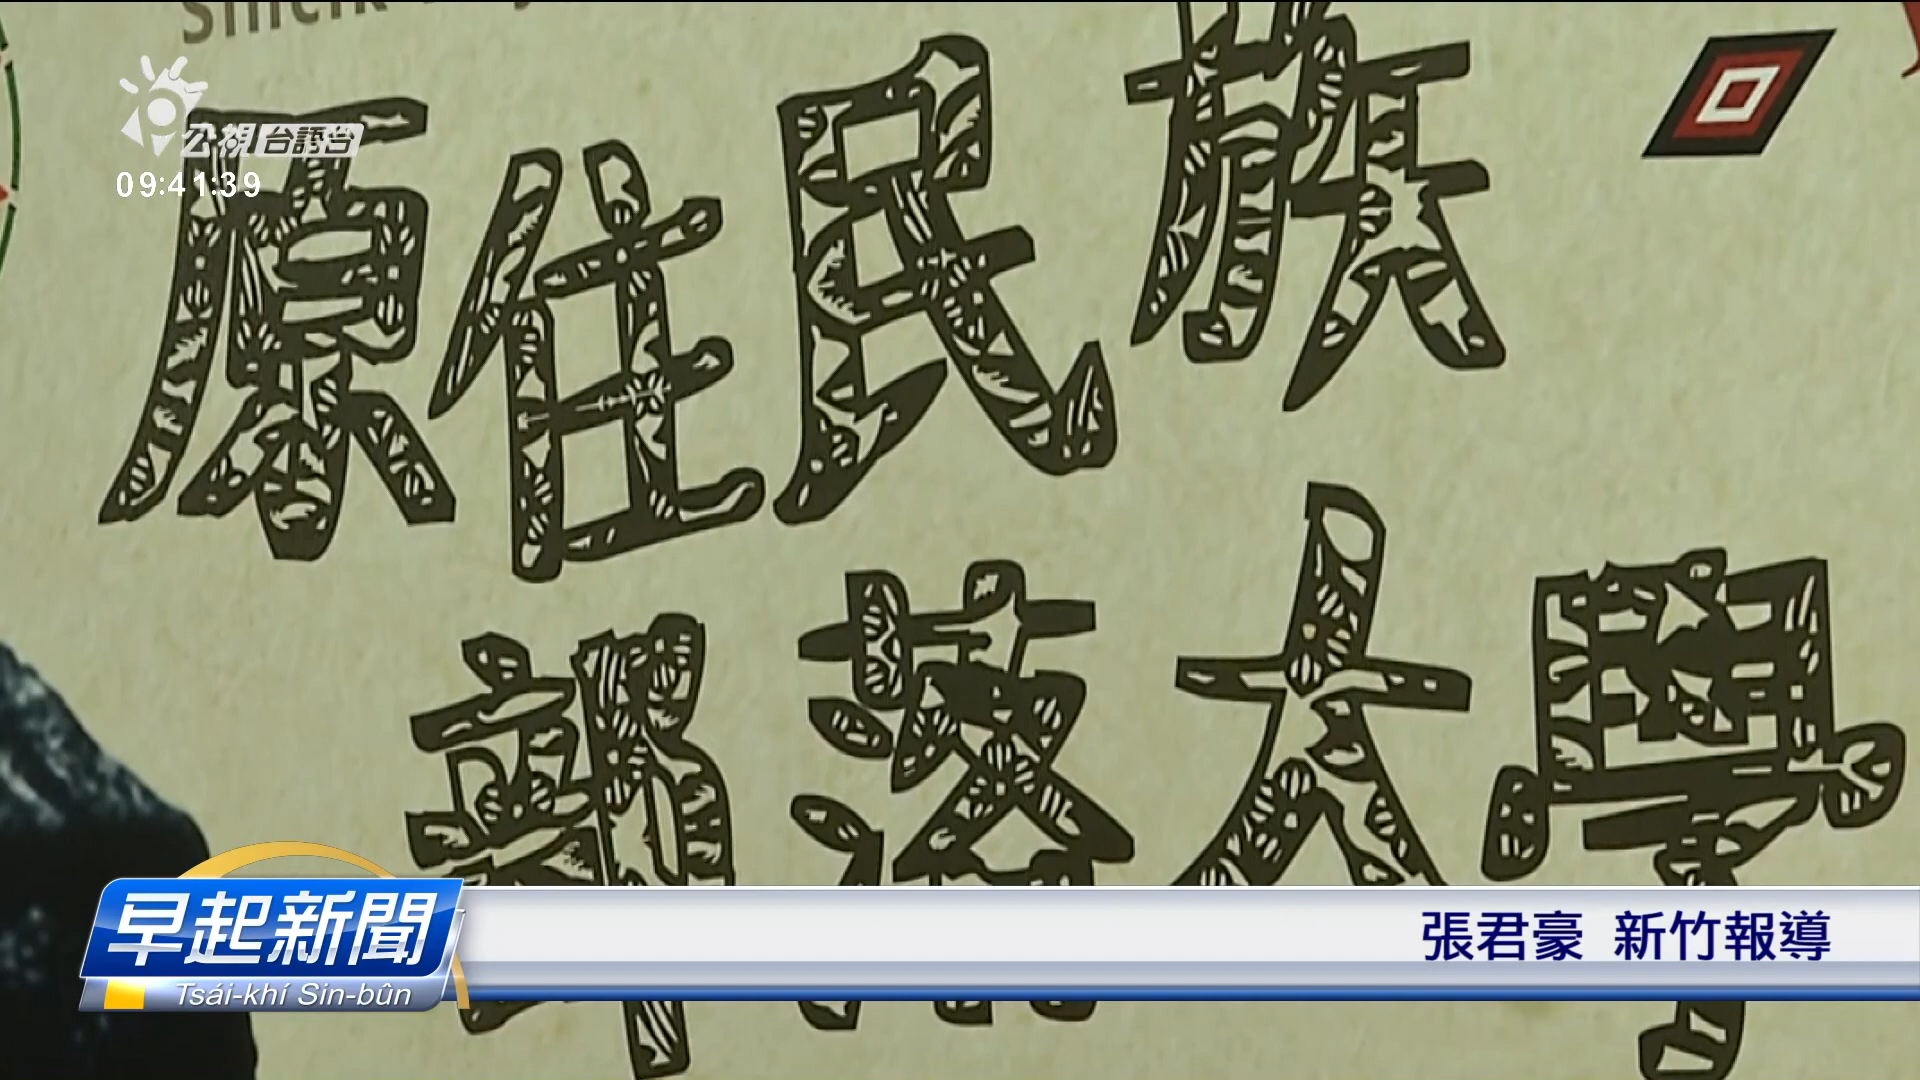 公視台語台
09:41:39
原住民族
部落大學
早起新聞
Tsái-khí Sin-bûn
張君豪 新竹報導